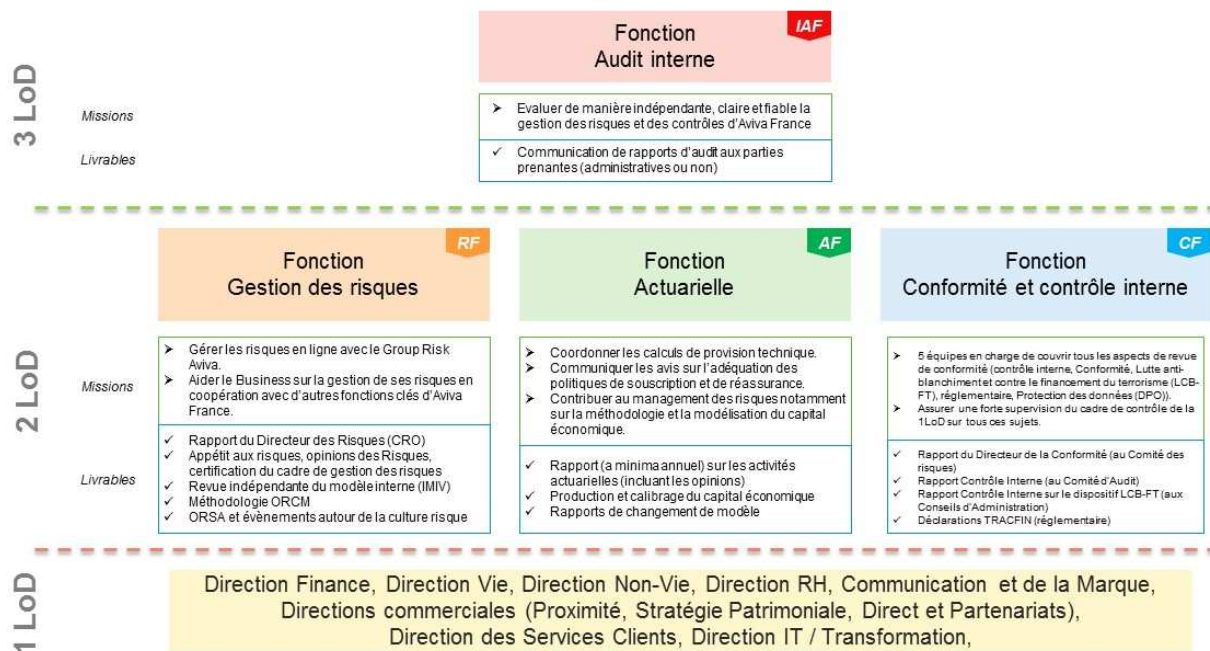 IAF
Fonction
Audit interne
3 LoD
Missions
➤ Evaluer de manière indépendante, claire et fiable la
gestion des risques et des contrôles d'Aviva France
Livrables
✓ Communication de rapports d'audit aux parties
prenantes (administratives ou non)
2 LoD
RF
Fonction
Gestion des risques
AF
Fonction
Actuarielle
CF
Fonction
Conformité et contrôle interne
Missions
➤ Gérer les risques en ligne avec le Group Risk
Aviva.
➤ Aider le Business sur la gestion de ses risques en
coopération avec d'autres fonctions clés d'Aviva
France.
➤ Coordonner les calculs de provision technique.
➤ Communiquer les avis sur l'adéquation des
politiques de souscription et de réassurance.
➤ Contribuer au management des risques notamment
sur la méthodologie et la modélisation du capital
économique.
➤ 5 équipes en charge de couvrir tous les aspects de revue
de conformité (contrôle interne, Conformité, Lutte anti-
blanchiment et contre le financement du terrorisme (LCB-
FT), réglementaire, Protection des données (DPO)).
➤ Assurer une forte supervision du cadre de contrôle de la
1LoD sur tous ces sujets.
Livrables
✓ Rapport du Directeur des Risques (CRO)
✓ Appétit aux risques, opinions des Risques,
certification du cadre de gestion des risques
✓ Revue indépendante du modèle interne (IMIV)
✓ Méthodologie ORCM
✓ ORSA et évènements autour de la culture risque
✓ Rapport (a minima annuel) sur les activités
actuarielles (incluant les opinions)
✓ Production et calibrage du capital économique
✓ Rapports de changement de modèle
✓ Rapport du Directeur de la Conformité (au Comité des
risques)
✓ Rapport Contrôle Interne (au Comité d'Audit)
✓ Rapport Contrôle Interne sur le dispositif LCB-FT (aux
Conseils d'Administration)
✓ Déclarations TRACFIN (réglementaire)
1 LoD
Direction Finance, Direction Vie, Direction Non-Vie, Direction RH, Communication et de la Marque,
Directions commerciales (Proximité, Stratégie Patrimoniale, Direct et Partenariats),
Direction des Services Clients, Direction IT / Transformation,